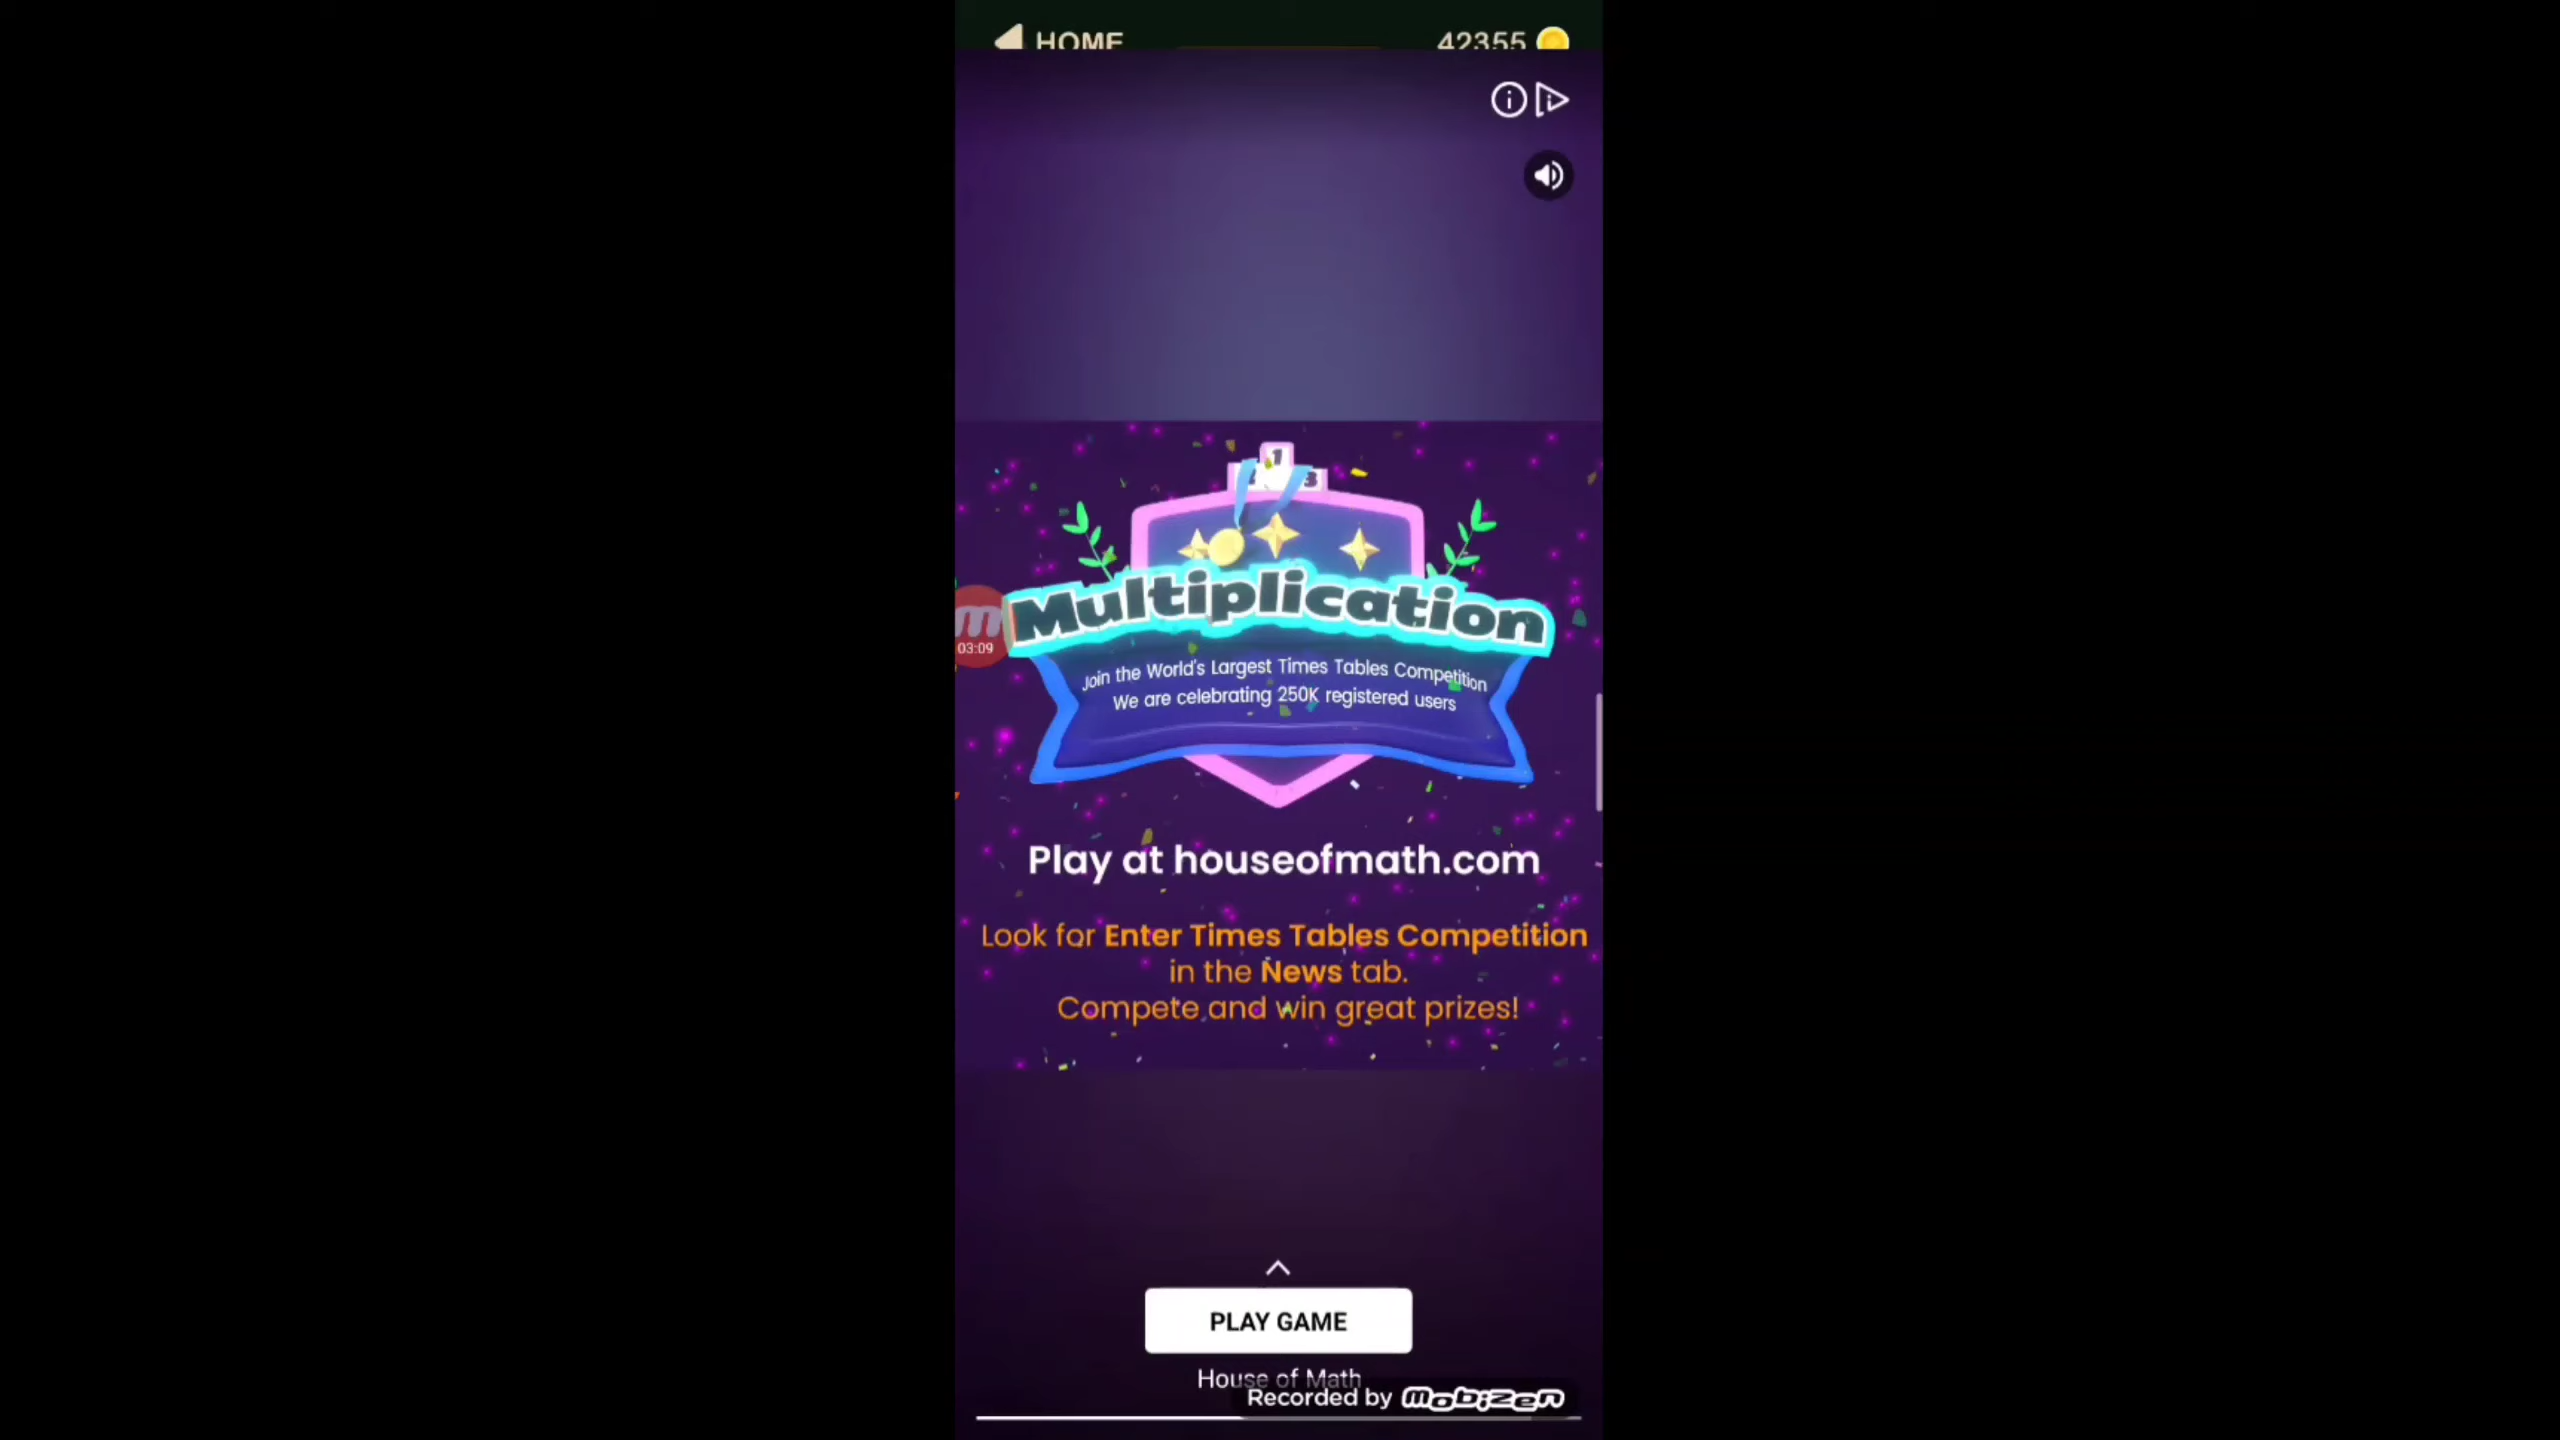 HOME
42355
1
3
Multiplication
Join the World's Largest Times Tables Competition
We are celebrating 250K registered users
m
03:09
Play at houseofmath.com
Look for Enter Times Tables Competition
in the News tab.
Compete and win great prizes!
PLAY GAME
House of Math
Recorded by mobizen